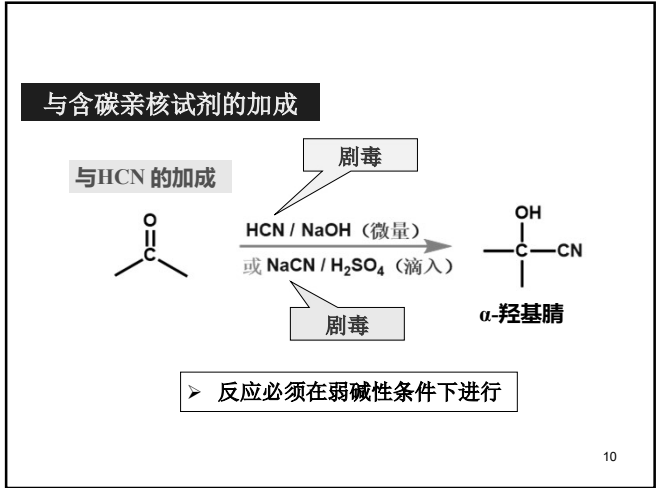 与含碳亲核试剂的加成
剧毒
与HCN 的加成
O
C
HCN / NaOH（微量）
或 NaCN / H₂SO₄（滴入）
OH
C—CN
α-羟基腈
剧毒
➢ 反应必须在弱碱性条件下进行
10